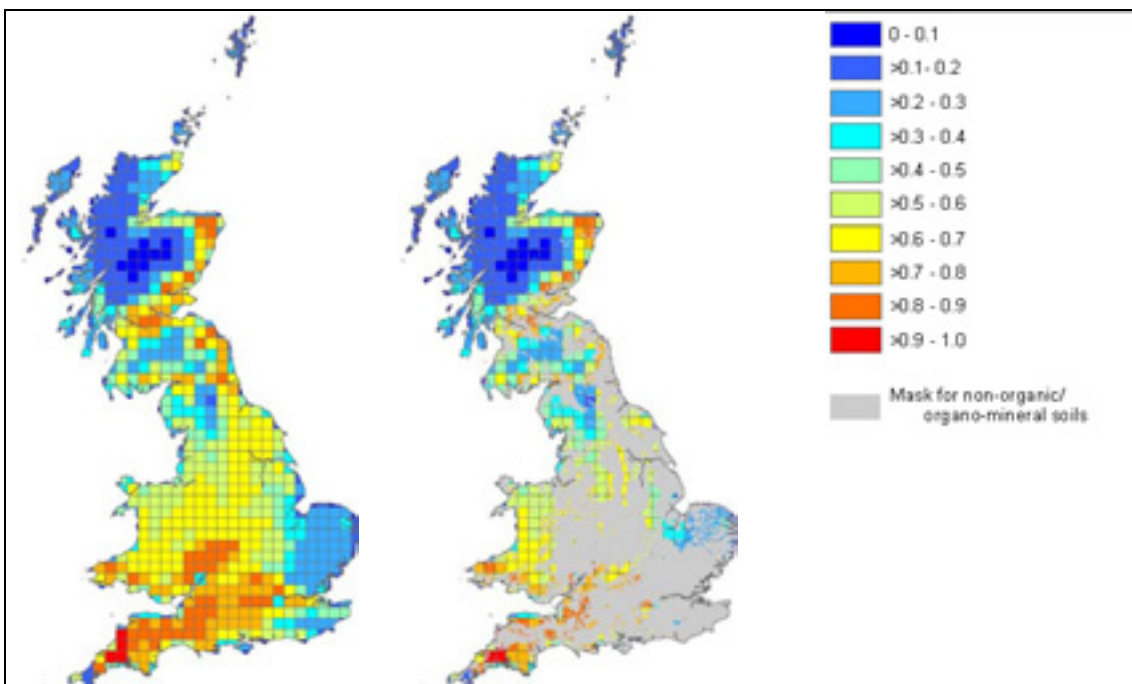 0 - 0.1
>0.1- 0.2
>0.2 - 0.3
>0.3 - 0.4
>0.4 - 0.5
>0.5 - 0.6
>0.6 - 0.7
>0.7 - 0.8
>0.8 - 0.9
>0.9 - 1.0
Mask for non-organic/
organo-mineral soils